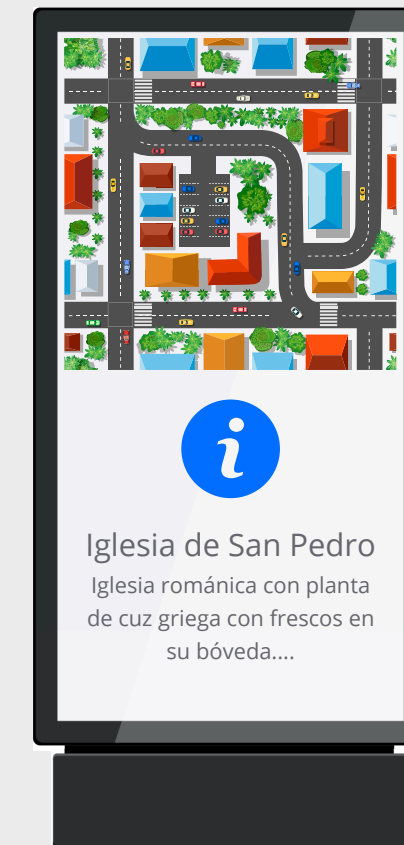 i
Iglesia de San Pedro
Iglesia románica con planta
de cuz griega con frescos en
su bóveda....